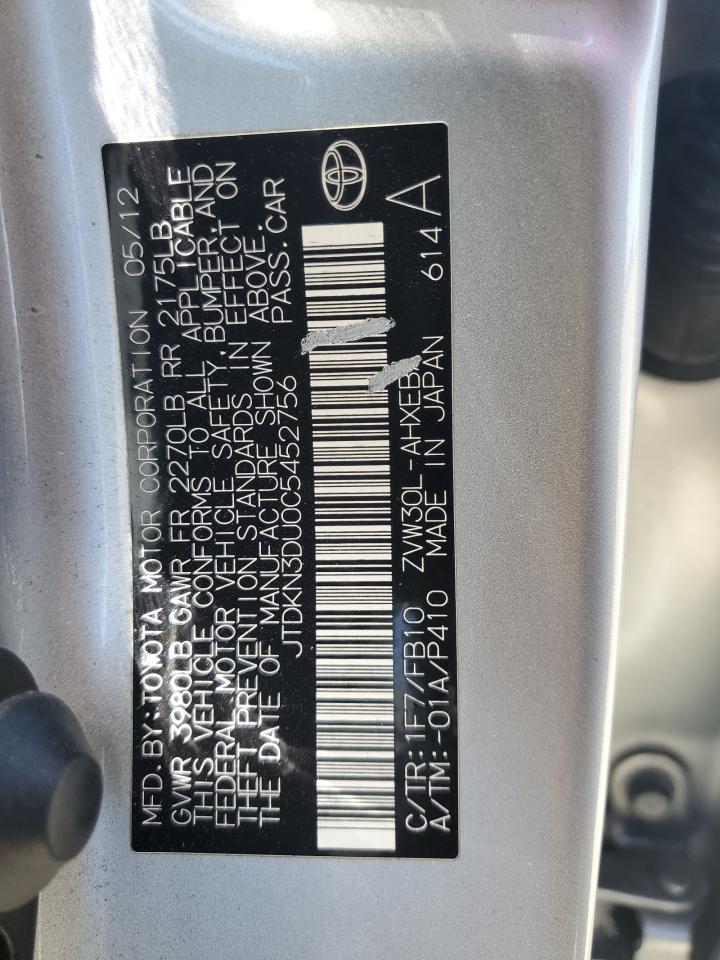 MFD. BY: TOYOTA MOTOR CORPORATION 05/12
GVWR 3980LB GAWR FR 2270LB RR 2175LB
THIS VEHICLE CONFORMS TO ALL APPLICABLE
FEDERAL MOTOR VEHICLE SAFETY, BUMPER, AND
THEFT PREVENTION STANDARDS IN EFFECT ON
THE DATE OF MANUFACTURE SHOWN ABOVE.
JTDKN3DU0C5452756 PASS. CAR
C/TR: 1F7/FB10 ZVW30L-AHXEB 614 A
A/TM: -01A/P410 MADE IN JAPAN